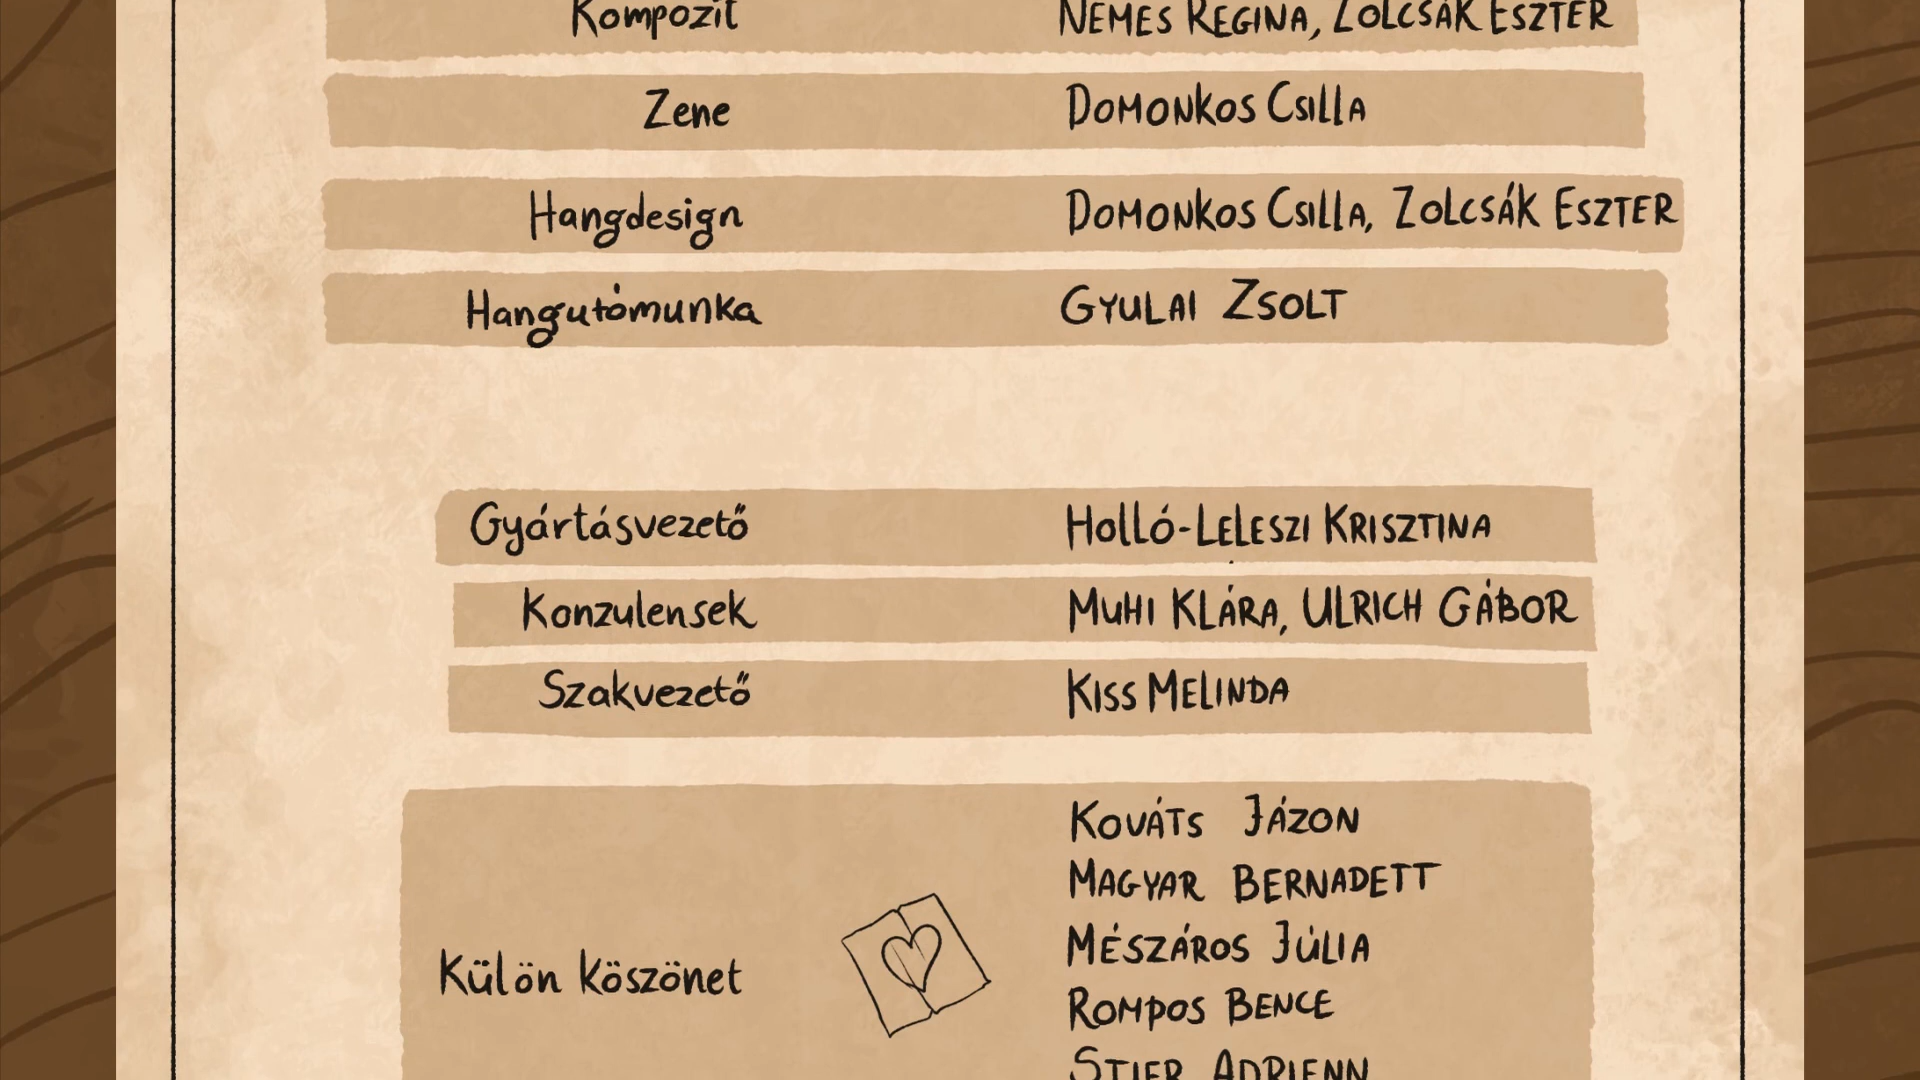 Kompozit NEMES REGINA, ZOLCSÁK ESZTER
Zene DOMONKOS CSILLA
Hangdesign DOMONKOS CSILLA, ZOLCSÁK ESZTER
Hangutómunka GYULAI ZSOLT
Gyártásvezető HOLLÓ-LELESZI KRISZTINA
Konzulensek MUHI KLÁRA, ULRICH GÁBOR
Szakvezető KISS MELINDA
KOVÁTS JÁZON
MAGYAR BERNADETT
MÉSZÁROS JÚLIA
Külön köszönet
ROMPOS BENCE
STIER ADRIENN